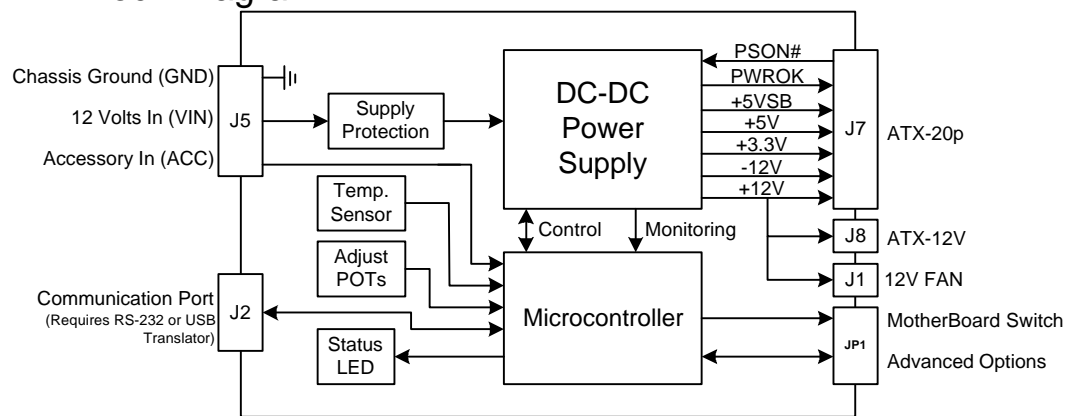 Chassis Ground (GND)
12 Volts In (VIN)
Accessory In (ACC)
J5
Supply
Protection
DC-DC
Power
Supply
PSON#
PWROK
+5VSB
+5V
+3.3V
-12V
+12V
J7
ATX-20p
Temp.
Sensor
Control
Monitoring
J8
ATX-12V
Adjust
POTs
J1
12V FAN
Communication Port
(Requires RS-232 or USB
Translator)
J2
Microcontroller
MotherBoard Switch
JP1
Advanced Options
Status
LED